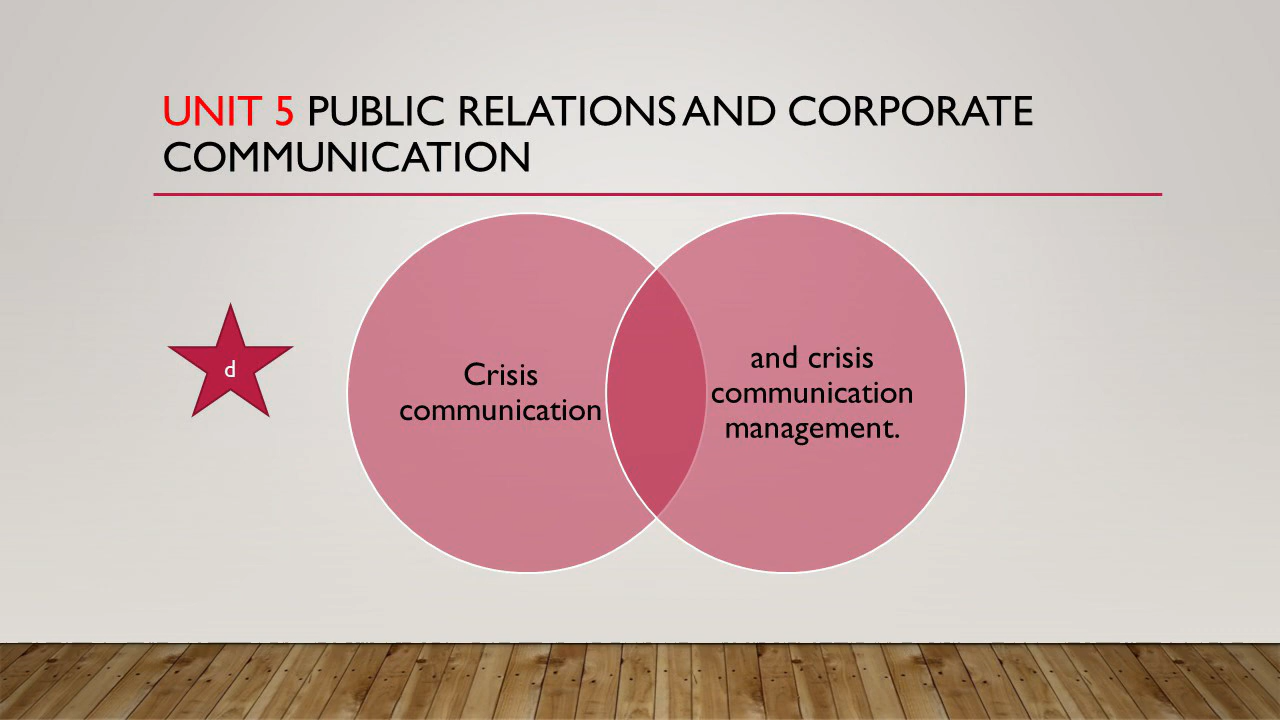 UNIT 5 PUBLIC RELATIONS AND CORPORATE
COMMUNICATION
d
Crisis
communication
and crisis
communication
management.